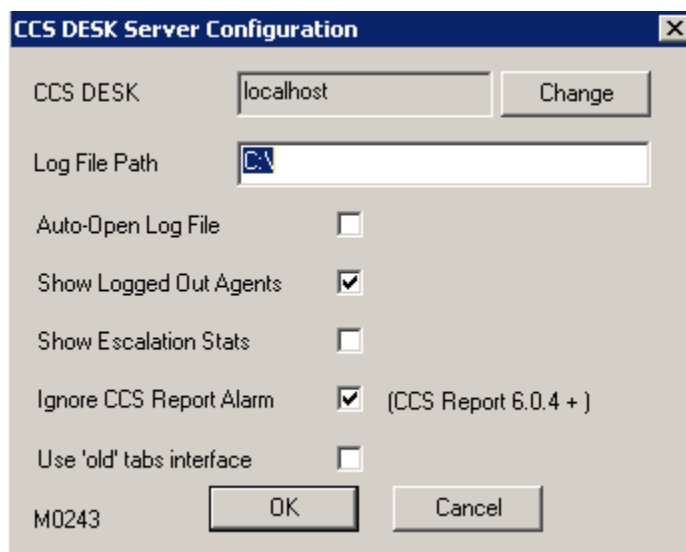 CCS DESK Server Configuration
CCS DESK localhost Change
Log File Path C:\
Auto-Open Log File
Show Logged Out Agents
Show Escalation Stats
Ignore CCS Report Alarm (CCS Report 6.0.4 + )
Use 'old' tabs interface
M0243 OK Cancel